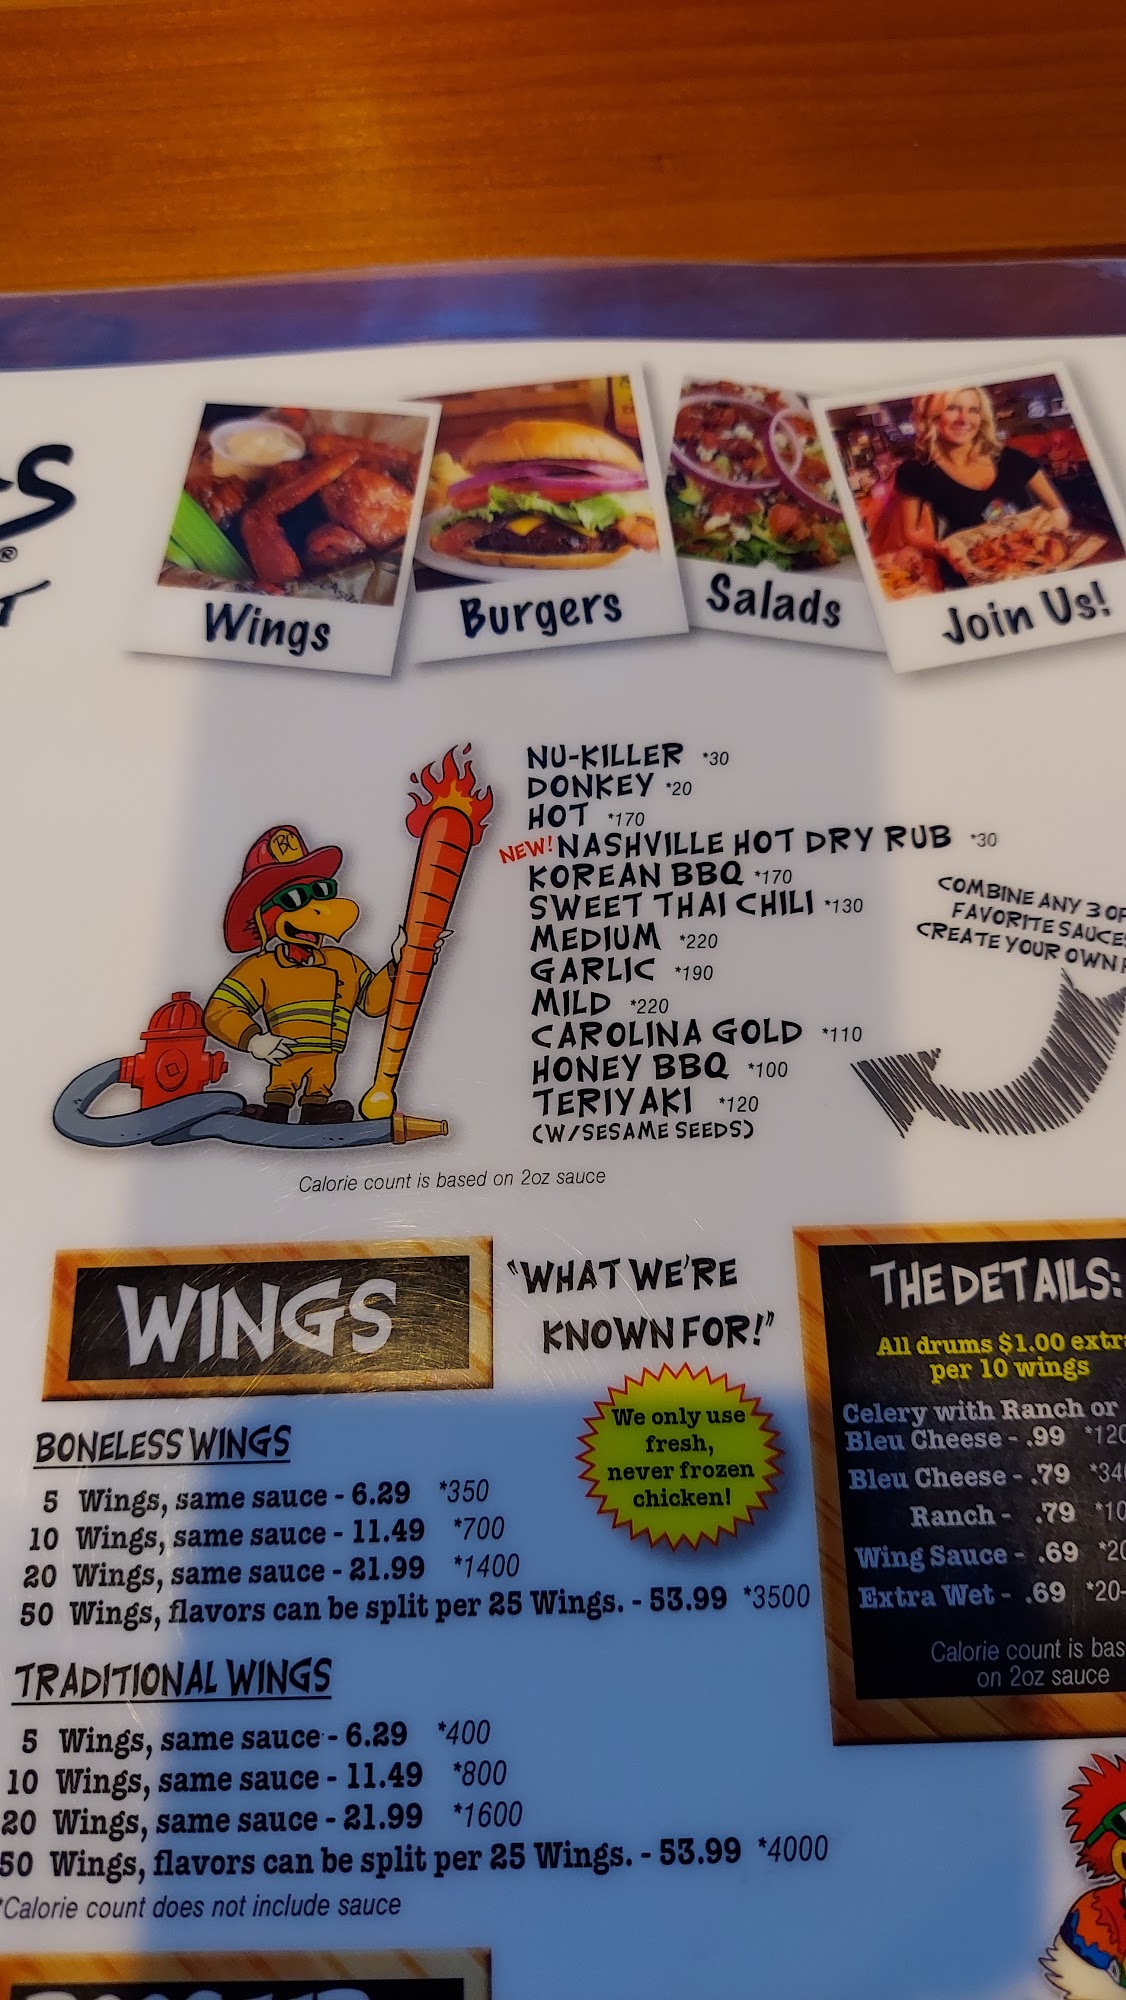 ®
Wings
Burgers
Salads
Join Us!
BC
NU-KILLER *30
DONKEY *20
HOT *170
NEW! NASHVILLE HOT DRY RUB *30
KOREAN BBQ *170
SWEET THAI CHILI *130
MEDIUM *220
GARLIC *190
MILD *220
CAROLINA GOLD *110
HONEY BBQ *100
TERIYAKI *120
(W/SESAME SEEDS)
COMBINE ANY 3 OF
FAVORITE SAUCES
CREATE YOUR OWN
Calorie count is based on 2oz sauce
WINGS
"WHAT WE'RE
KNOWN FOR!"
We only use
fresh,
never frozen
chicken!
BONELESS WINGS
5 Wings, same sauce - 6.29 *350
10 Wings, same sauce - 11.49 *700
20 Wings, same sauce - 21.99 *1400
50 Wings, flavors can be split per 25 Wings. - 53.99 *3500
TRADITIONAL WINGS
5 Wings, same sauce - 6.29 *400
10 Wings, same sauce - 11.49 *800
20 Wings, same sauce - 21.99 *1600
50 Wings, flavors can be split per 25 Wings. - 53.99 *4000
*Calorie count does not include sauce
THE DETAILS:
All drums $1.00 extra
per 10 wings
Celery with Ranch or
Bleu Cheese - .99 *120
Bleu Cheese - .79
Ranch - .79
Wing Sauce - .69
Extra Wet - .69
Calorie count is
on 2oz sauce